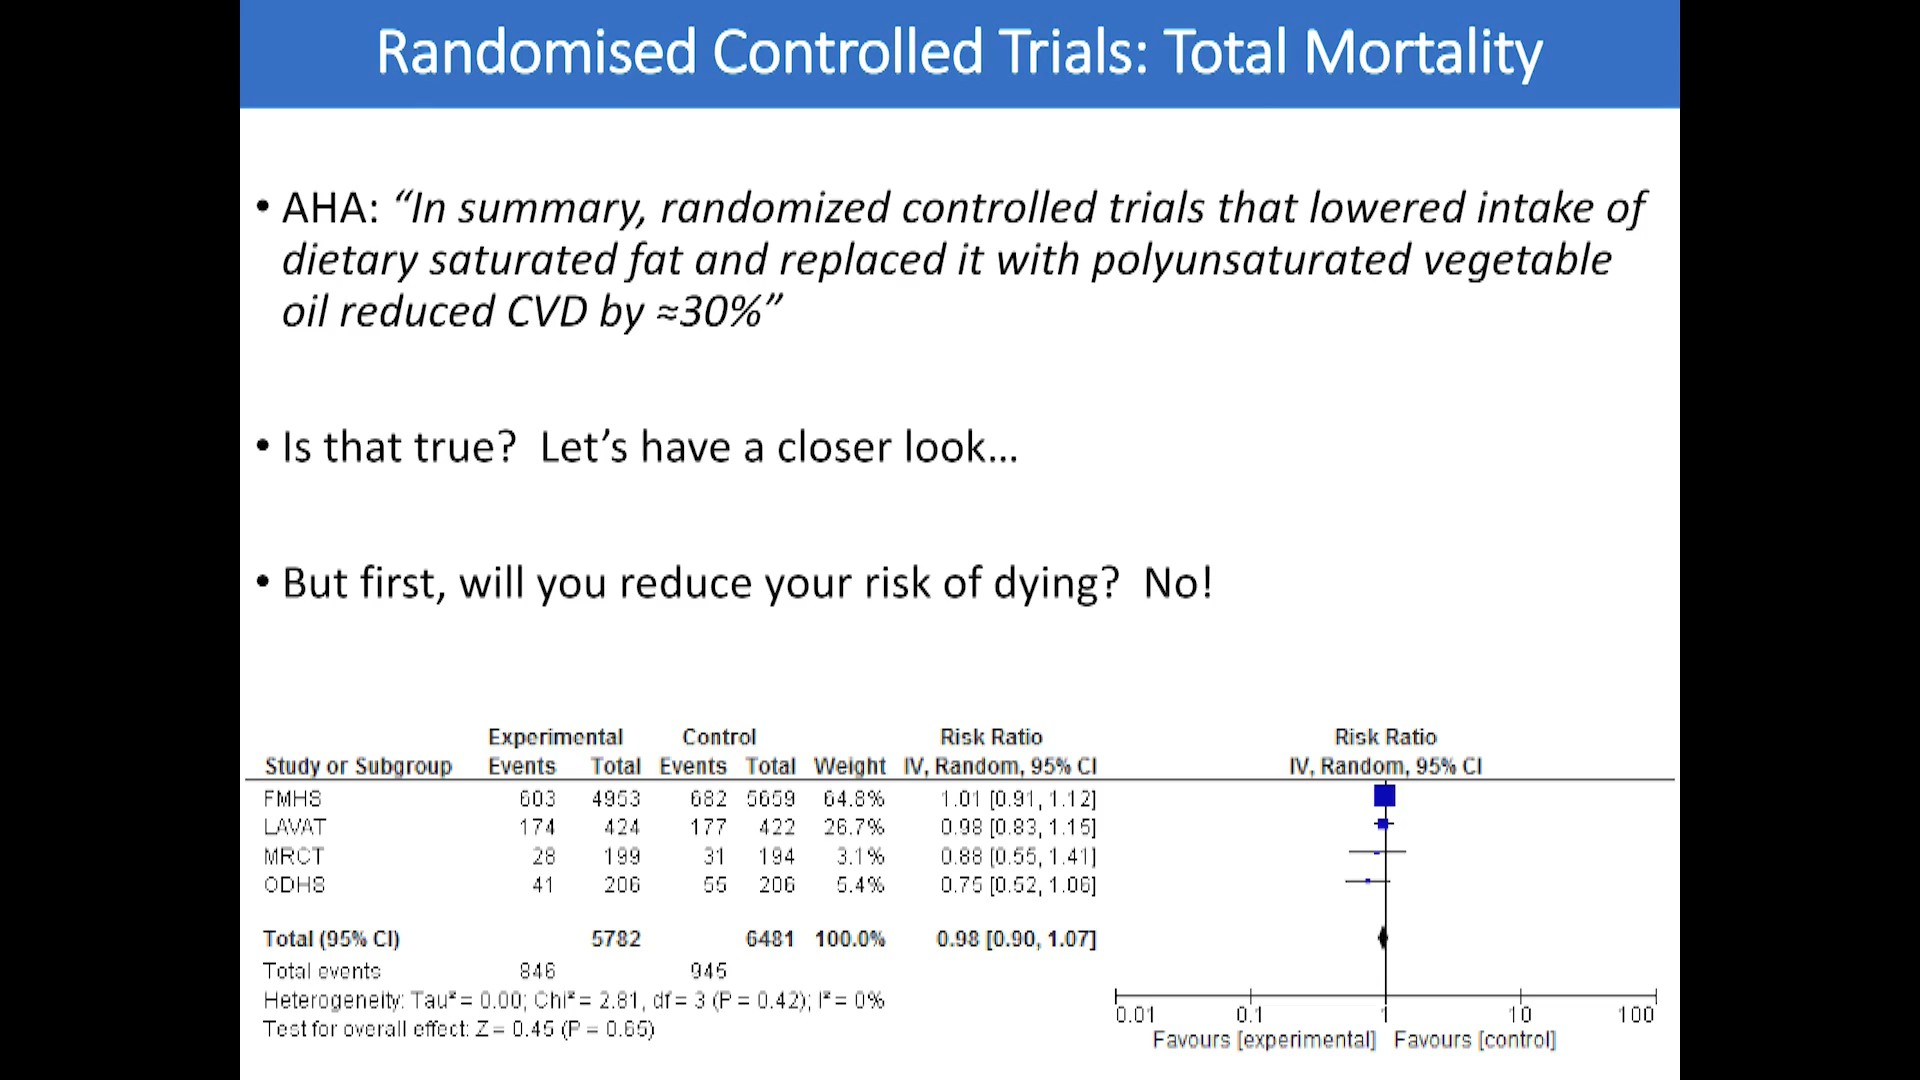 Randomised Controlled Trials: Total Mortality
• AHA: “In summary, randomized controlled trials that lowered intake of
dietary saturated fat and replaced it with polyunsaturated vegetable
oil reduced CVD by ≈30%”
• Is that true? Let’s have a closer look...
• But first, will you reduce your risk of dying? No!
Experimental Control Risk Ratio Risk Ratio
Study or Subgroup Events Total Events Total Weight IV, Random, 95% CI IV, Random, 95% CI
FMHS 603 4953 682 5659 64.8% 1.01 [0.91, 1.12]
LAVAT 174 424 177 422 26.7% 0.98 [0.83, 1.15]
MRCT 28 199 31 194 3.1% 0.88 [0.55, 1.41]
ODHS 41 206 55 206 5.4% 0.75 [0.52, 1.06]
Total (95% CI) 5782 6481 100.0% 0.98 [0.90, 1.07]
Total events 846 945
Heterogeneity: Tau² = 0.00; Chi² = 2.81, df = 3 (P = 0.42); I² = 0%
Test for overall effect: Z = 0.45 (P = 0.65)
0.01 0.1 1 10 100
Favours [experimental] Favours [control]